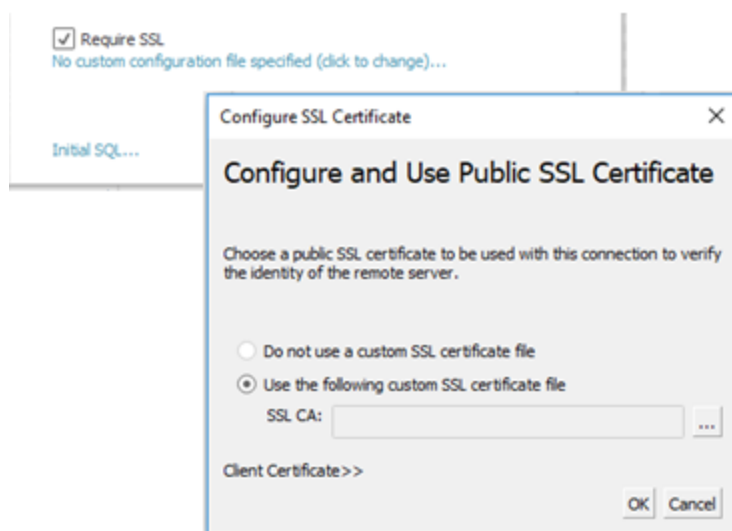 Require SSL
No custom configuration file specified (click to change)...
Initial SQL...
Configure SSL Certificate
Configure and Use Public SSL Certificate
Choose a public SSL certificate to be used with this connection to verify
the identity of the remote server.
Do not use a custom SSL certificate file
Use the following custom SSL certificate file
SSL CA:
...
Client Certificate>>
OK Cancel